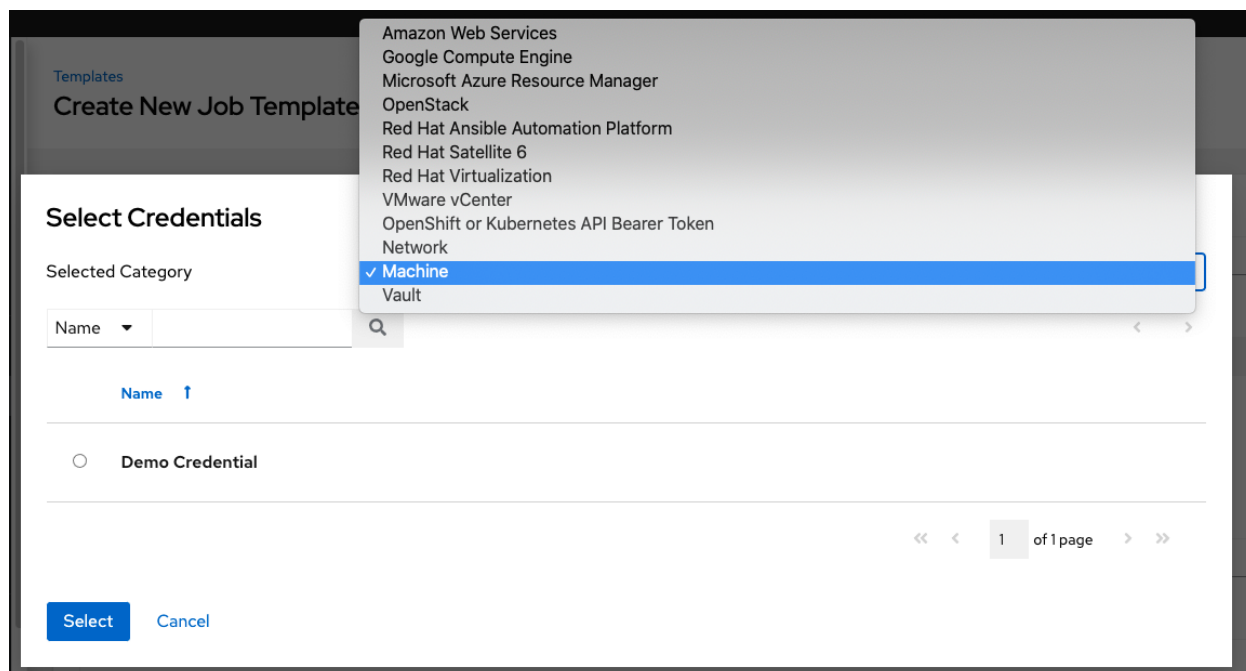 Amazon Web Services
Google Compute Engine
Microsoft Azure Resource Manager
OpenStack
Red Hat Ansible Automation Platform
Red Hat Satellite 6
Red Hat Virtualization
VMware vCenter
OpenShift or Kubernetes API Bearer Token
Network
✓ Machine
Vault
Templates
Create New Job Template
Select Credentials
Selected Category
Name
Name
Demo Credential
1 of 1 page
Select Cancel